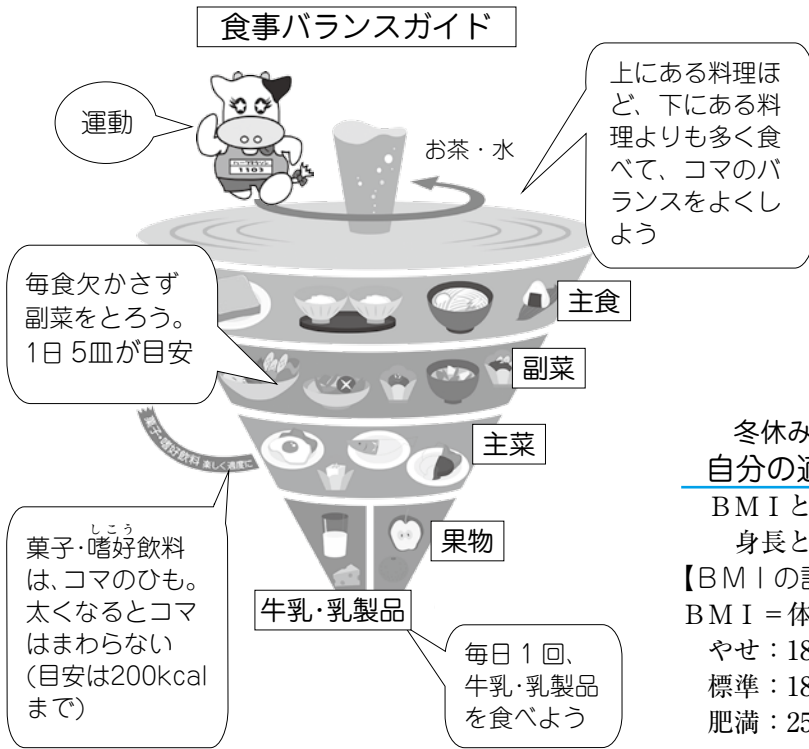 食事バランスガイド
運動
お茶・水
上にある料理ほ
ど、下にある料
理よりも多く食
べて、コマのバ
ランスをよくし
よう
1103
毎食欠かさず
副菜をとろう。
1日5皿が目安
主食
副菜
主菜
菓子・嗜好飲料 楽しく適度に
果物
牛乳・乳製品
しこう
菓子・嗜好飲料
は、コマのひも。
太くなるとコマ
はまわらない
(目安は200kcal
まで)
毎日1回、
牛乳・乳製品
を食べよう
冬休み
自分の適
BMIと
身長と
【BMIの
BMI=体
やせ:18
標準:18
肥満:25